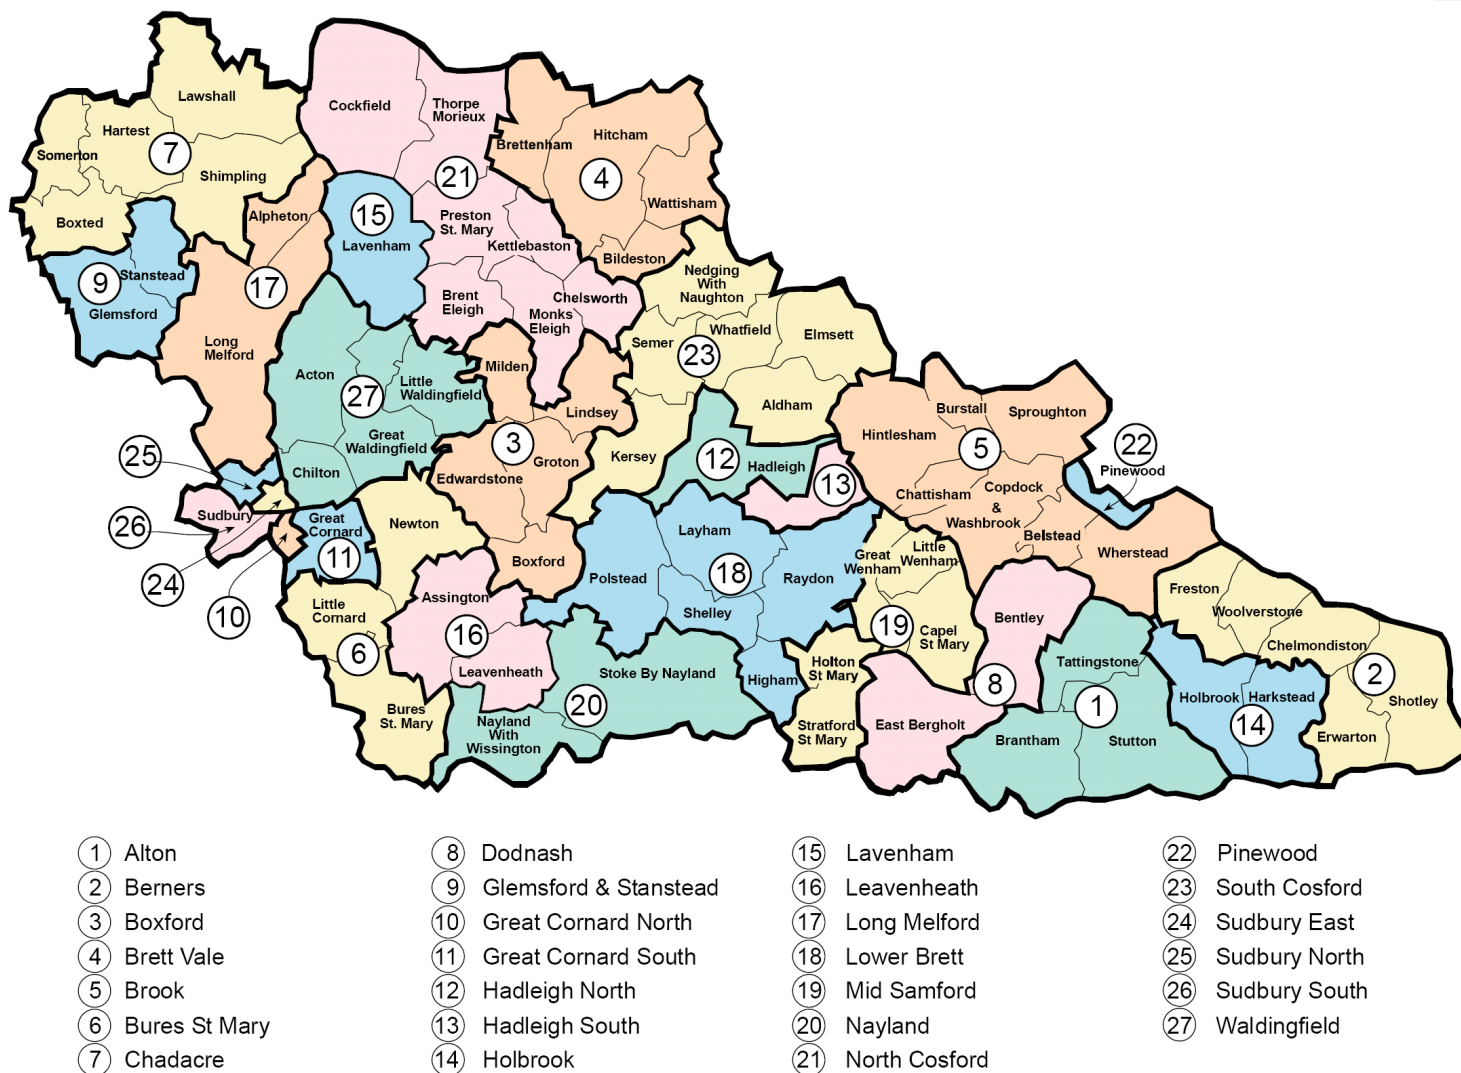 Lawshall
Cockfield
Thorpe
Morieux
Hartest
Hitcham
Brettenham
Somerton
7
Shimpling
21
4
Wattisham
Boxted
Alpheton
15
Lavenham
Preston
St. Mary
Kettlebaston
Bildeston
Stanstead
9
Glemsford
17
Nedging
With
Naughton
Brent
Eleigh
Chelsworth
Monks
Eleigh
Long
Melford
Semer
Whatfield
23
Elmsett
Milden
Acton
27
Little
Waldingfield
Lindsey
Aldham
Burstall
Sproughton
Great
Waldingfield
3
Groton
Hintlesham
5
22
Pinewood
25
Chilton
Edwardstone
Kersey
12
Hadleigh
13
Chattisham
Copdock
&
Washbrook
Sudbury
26
Great
Cornard
11
Newton
Layham
Belstead
Wherstead
24
10
Boxford
Polstead
18
Raydon
Great
Wenham
Little
Wenham
Freston
Little
Cornard
Assington
16
Shelley
19
Capel
St Mary
Bentley
Woolverstone
Chelmondiston
6
Leavenheath
Stoke By Nayland
Higham
Holton
St Mary
8
Tattingstone
Holbrook
Harkstead
2
Shotley
Bures
St. Mary
Nayland
With
Wissington
20
Stratford
St Mary
East Bergholt
1
Brantham
Stutton
14
Erwarton
1 Alton
2 Berners
3 Boxford
4 Brett Vale
5 Brook
6 Bures St Mary
7 Chadacre
8 Dodnash
9 Glemsford & Stanstead
10 Great Cornard North
11 Great Cornard South
12 Hadleigh North
13 Hadleigh South
14 Holbrook
15 Lavenham
16 Leavenheath
17 Long Melford
18 Lower Brett
19 Mid Samford
20 Nayland
21 North Cosford
22 Pinewood
23 South Cosford
24 Sudbury East
25 Sudbury North
26 Sudbury South
27 Waldingfield